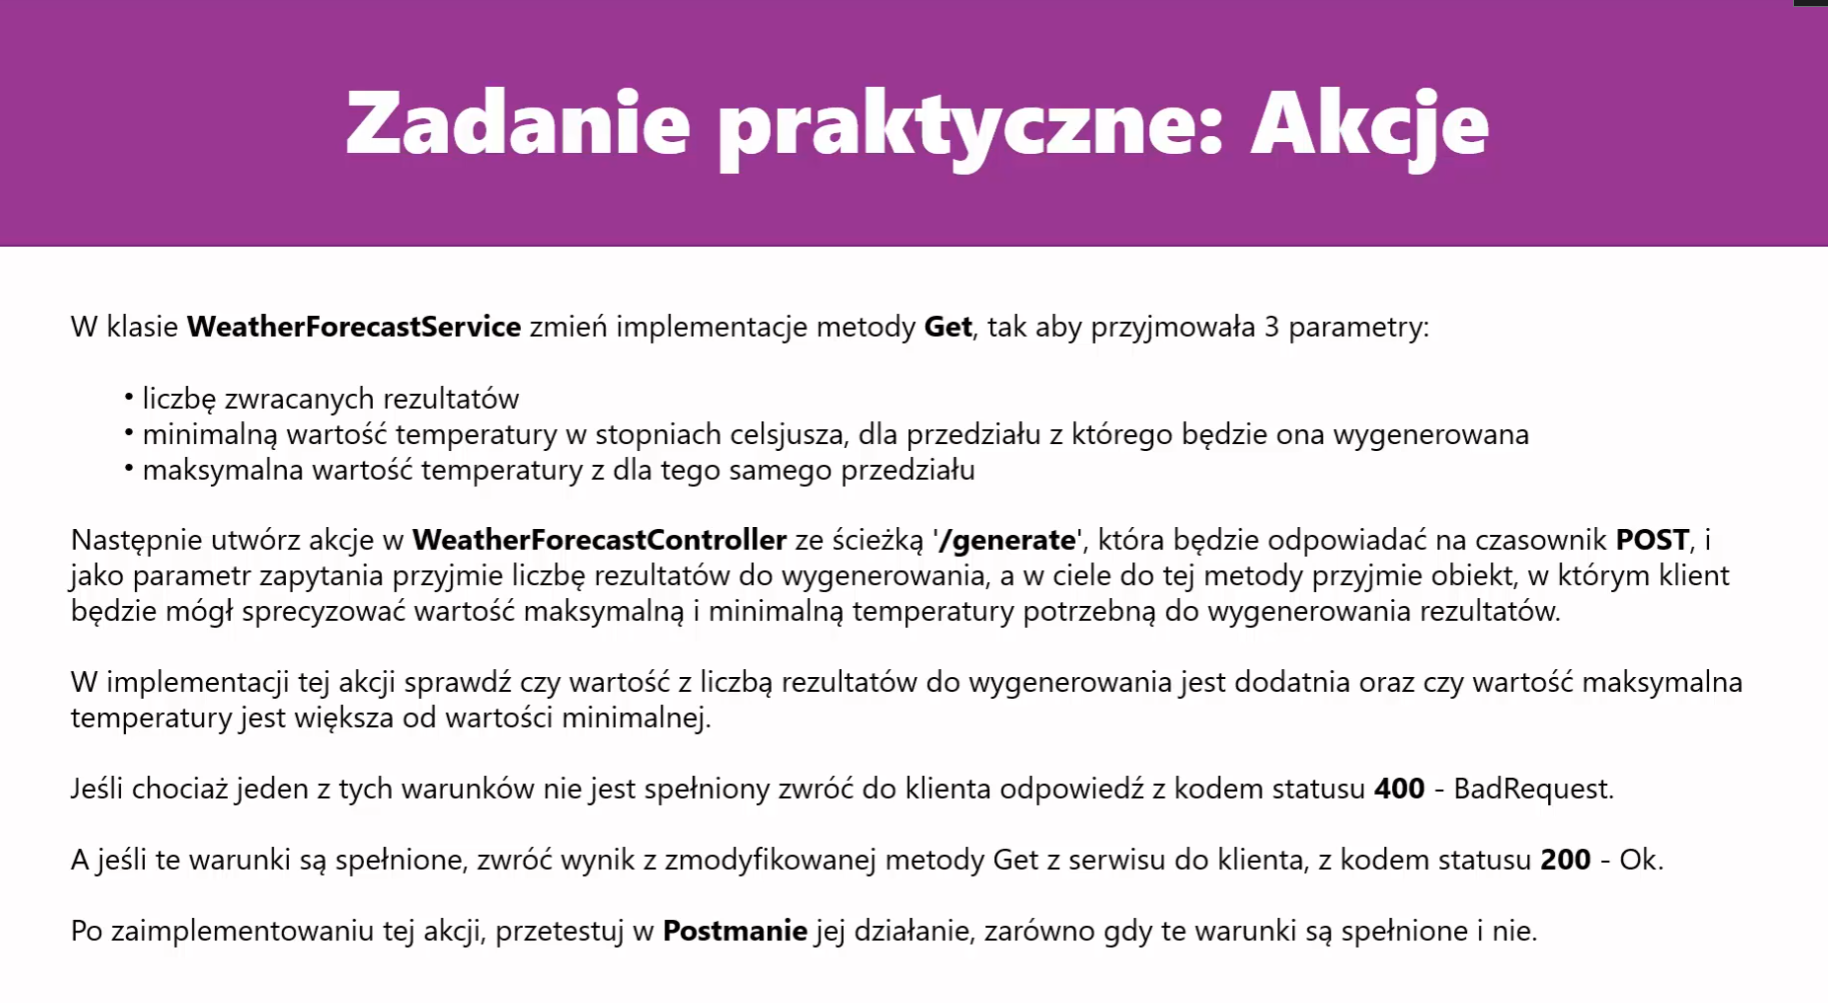 Zadanie praktyczne: Akcje
W klasie WeatherForecastService zmień implementacje metody Get, tak aby przyjmowała 3 parametry:
• liczbę zwracanych rezultatów
• minimalną wartość temperatury w stopniach celsjusza, dla przedziału z którego będzie ona wygenerowana
• maksymalna wartość temperatury z dla tego samego przedziału
Następnie utwórz akcje w WeatherForecastController ze ścieżką '/generate', która będzie odpowiadać na czasownik POST, i
jako parametr zapytania przyjmie liczbę rezultatów do wygenerowania, a w ciele do tej metody przyjmie obiekt, w którym klient
będzie mógł sprecyzować wartość maksymalną i minimalną temperatury potrzebną do wygenerowania rezultatów.
W implementacji tej akcji sprawdź czy wartość z liczbą rezultatów do wygenerowania jest dodatnia oraz czy wartość maksymalna
temperatury jest większa od wartości minimalnej.
Jeśli chociaż jeden z tych warunków nie jest spełniony zwróć do klienta odpowiedź z kodem statusu 400 - BadRequest.
A jeśli te warunki są spełnione, zwróć wynik z zmodyfikowanej metody Get z serwisu do klienta, z kodem statusu 200 - Ok.
Po zaimplementowaniu tej akcji, przetestuj w Postmanie jej działanie, zarówno gdy te warunki są spełnione i nie.